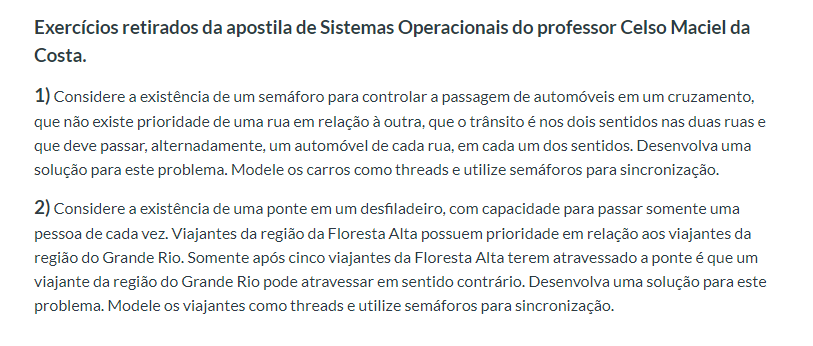 Exercícios retirados da apostila de Sistemas Operacionais do professor Celso Maciel da
Costa.
1) Considere a existência de um semáforo para controlar a passagem de automóveis em um cruzamento,
que não existe prioridade de uma rua em relação à outra, que o trânsito é nos dois sentidos nas duas ruas e
que deve passar, alternadamente, um automóvel de cada rua, em cada um dos sentidos. Desenvolva uma
solução para este problema. Modele os carros como threads e utilize semáforos para sincronização.
2) Considere a existência de uma ponte em um desfiladeiro, com capacidade para passar somente uma
pessoa de cada vez. Viajantes da região da Floresta Alta possuem prioridade em relação aos viajantes da
região do Grande Rio. Somente após cinco viajantes da Floresta Alta terem atravessado a ponte é que um
viajante da região do Grande Rio pode atravessar em sentido contrário. Desenvolva uma solução para este
problema. Modele os viajantes como threads e utilize semáforos para sincronização.